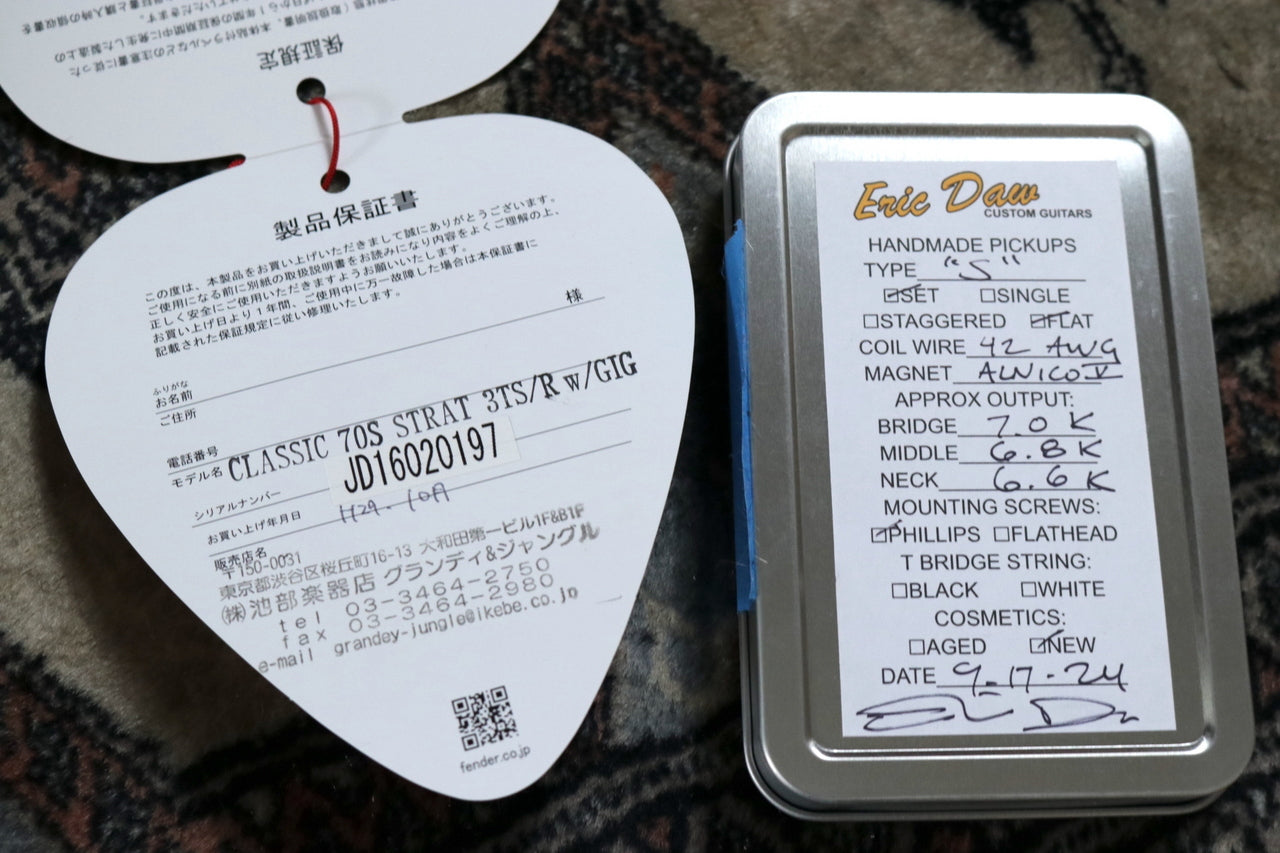 保証規定
製品保証書
この度は、本製品をお買い上げいただきまして誠にありがとうございます。
ご使用になる前に別紙の取扱説明書をお読みになり内容をよくご理解の上、
正しく安全にご使用いただきますようお願いいたします。
お買い上げ日より1年間、ご使用中に万一故障した場合は本保証書に
記載された保証規定に従い修理いたします。
様
ふりがな
お名前
ご住所
電話番号
モデル名 CLASSIC 70S STRAT 3TS/R w/GIG
シリアルナンバー JD16020197
お買い上げ年月日 H29. 10月
販売店名
〒150-0031
東京都渋谷区桜丘町16-13 大和田第一ビル1F&B1F
(株)池部楽器店 グランディ&ジャングル
tel 03-3464-2750
fax 03-3464-2980
e-mail grandey-jungle@ikebe.co.jp
fender.co.jp
Eric Daw
CUSTOM GUITARS
HANDMADE PICKUPS
TYPE "S"
☑SET ☐SINGLE
☐STAGGERED ☑FLAT
COIL WIRE 42 AWG
MAGNET ALNICO V
APPROX OUTPUT:
BRIDGE 7.0 K
MIDDLE 6.8 K
NECK 6.6 K
MOUNTING SCREWS:
☑PHILLIPS ☐FLATHEAD
T BRIDGE STRING:
☐BLACK ☐WHITE
COSMETICS:
☐AGED ☑NEW
DATE 9-17-24